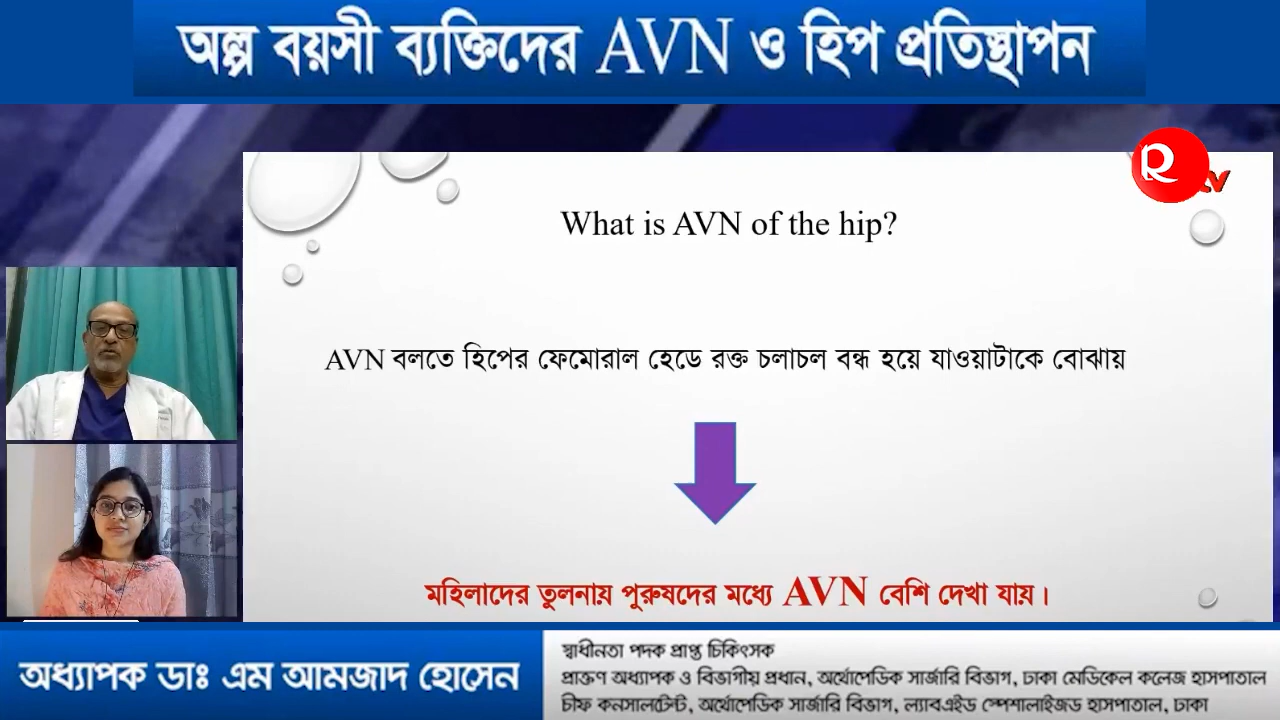 অল্প বয়সী ব্যক্তিদের AVN ও হিপ প্রতিস্থাপন
R tv
What is AVN of the hip?
AVN বলতে হিপের ফেমোরাল হেডে রক্ত চলাচল বন্ধ হয়ে যাওয়াটাকে বোঝায়
মহিলাদের তুলনায় পুরুষদের মধ্যে AVN বেশি দেখা যায়।
অধ্যাপক ডাঃ এম আমজাদ হোসেন
স্বাধীনতা পদক প্রাপ্ত চিকিৎসক
প্রাক্তণ অধ্যাপক ও বিভাগীয় প্রধান, অর্থোপেডিক সার্জারি বিভাগ, ঢাকা মেডিকেল কলেজ হাসপাতাল
চীফ কনসালটেন্ট, অর্থোপেডিক সার্জারি বিভাগ, ল্যাবএইড স্পেশালাইজড হাসপাতাল, ঢাকা